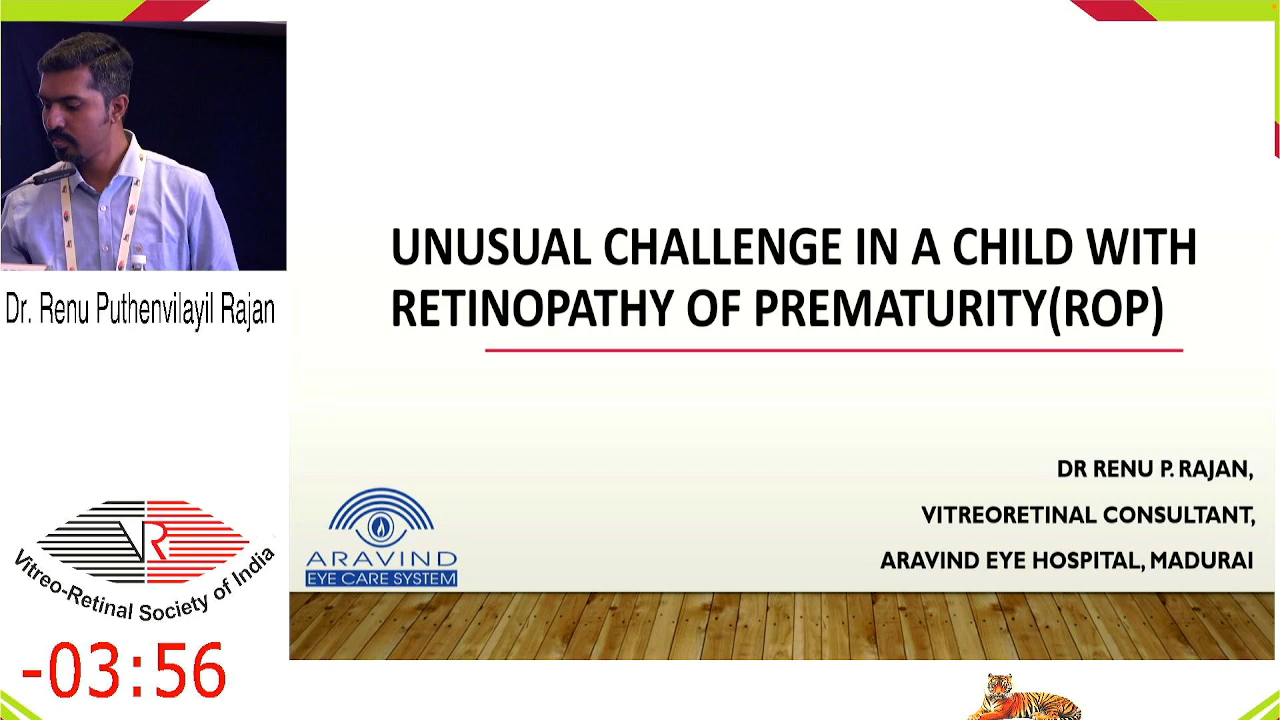 UNUSUAL CHALLENGE IN A CHILD WITH
RETINOPATHY OF PREMATURITY(ROP)
Dr. Renu Puthenvilayil Rajan
DR RENU P. RAJAN,
VITREORETINAL CONSULTANT,
ARAVIND EYE HOSPITAL, MADURAI
ARAVIND
EYE CARE SYSTEM
VR
Vitreo-Retinal Society of India
-03:56